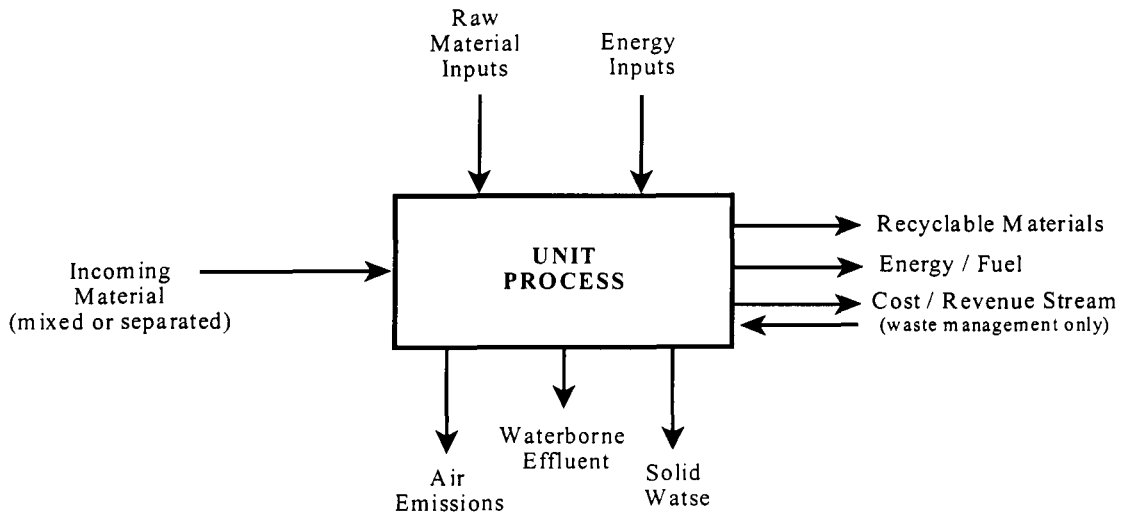 Raw
Material
Inputs
Energy
Inputs
UNIT
PROCESS
Incoming
Material
(mixed or separated)
Recyclable Materials
Energy / Fuel
Cost / Revenue Stream
(waste management only)
Air
Emissions
Waterborne
Effluent
Solid
Watse